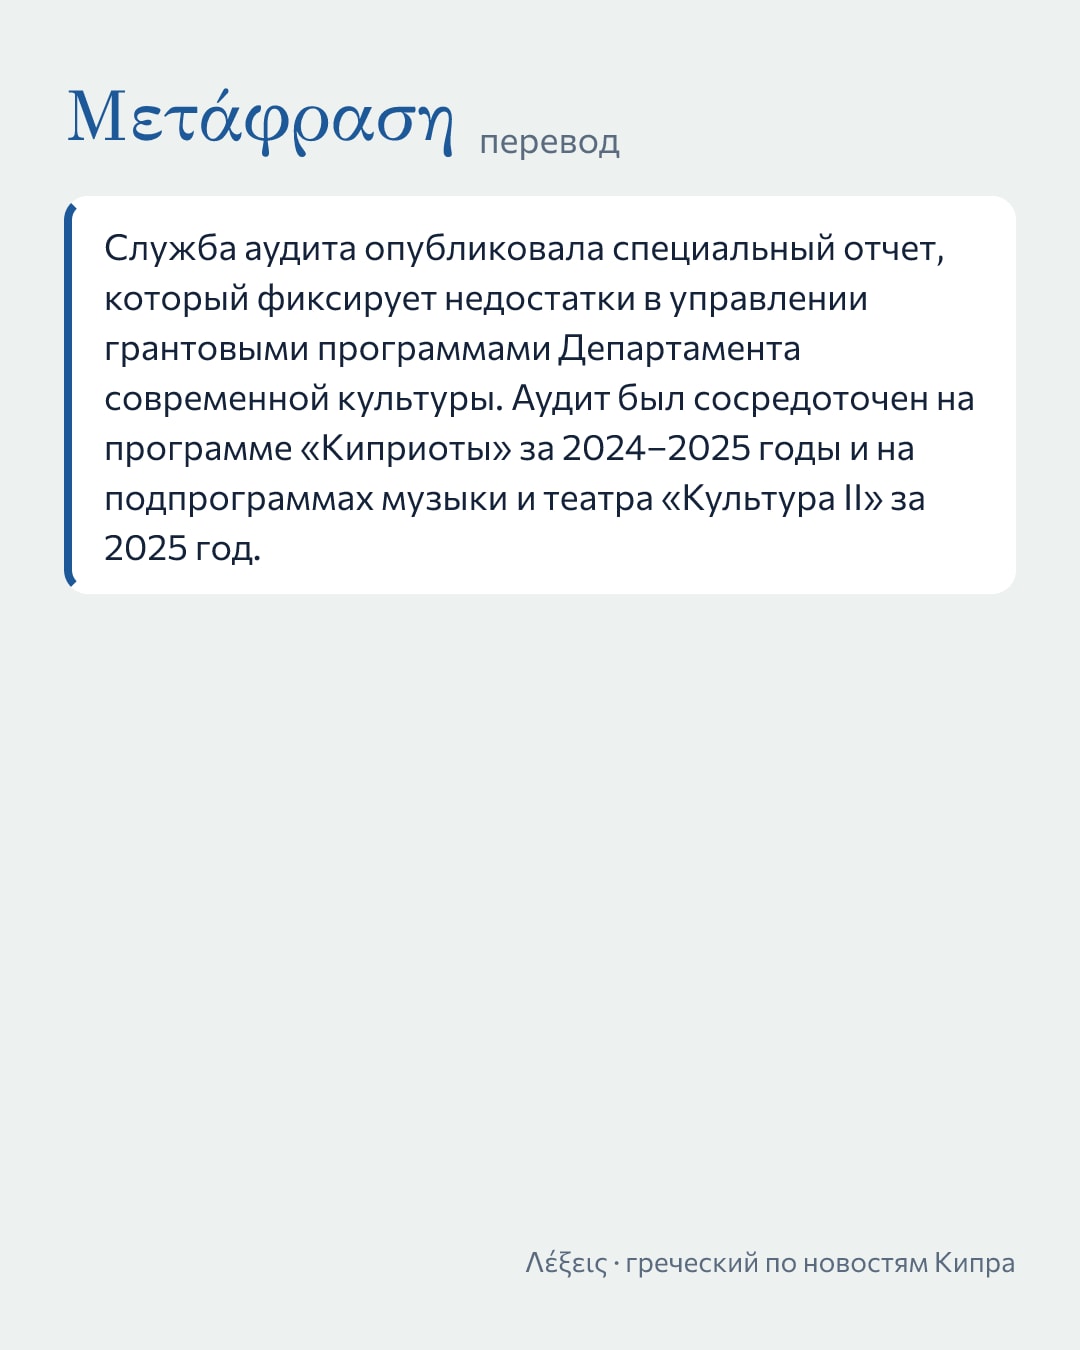 Μετάφραση перевод
Служба аудита опубликовала специальный отчет,
который фиксирует недостатки в управлении
грантовыми программами Департамента
современной культуры. Аудит был сосредоточен на
программе «Киприоты» за 2024–2025 годы и на
подпрограммах музыки и театра «Культура II» за
2025 год.
Λέξεις · греческий по новостям Кипра